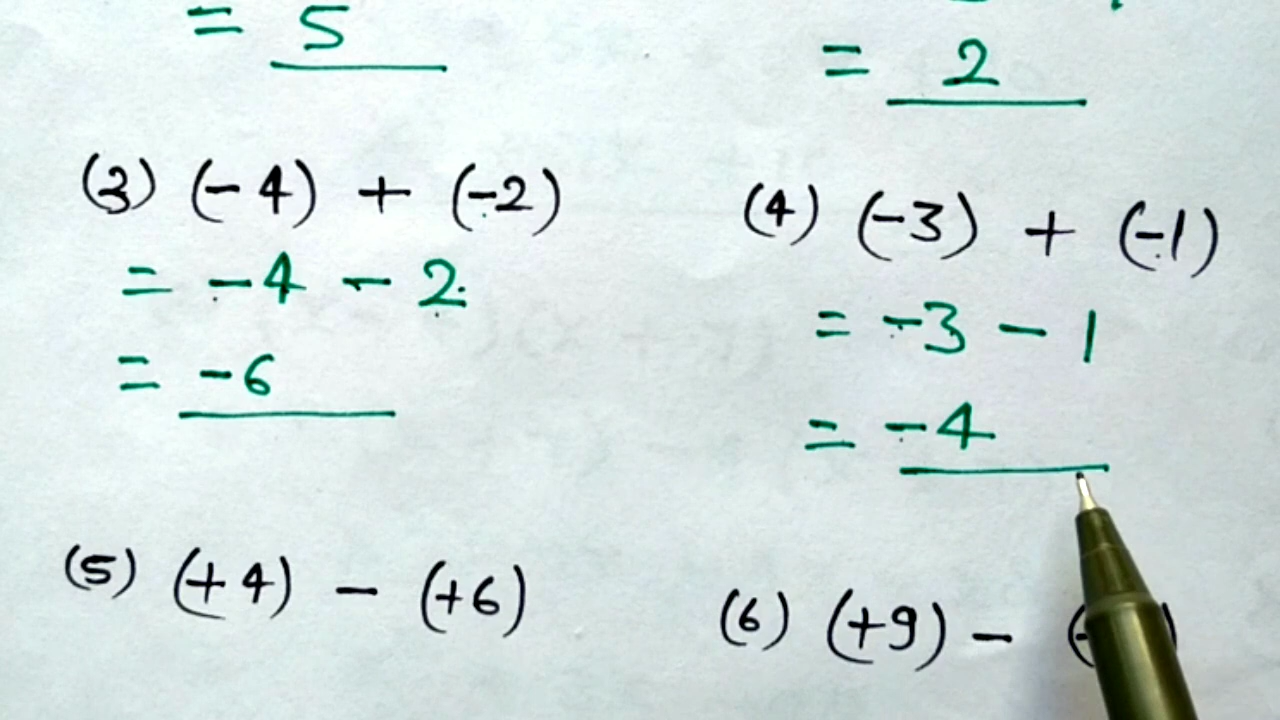 = 5
= 2
(3) (-4) + (-2)
= -4 - 2
= -6
(4) (-3) + (-1)
= -3 - 1
= -4
(5) (+4) - (+6)
(6) (+9) - (